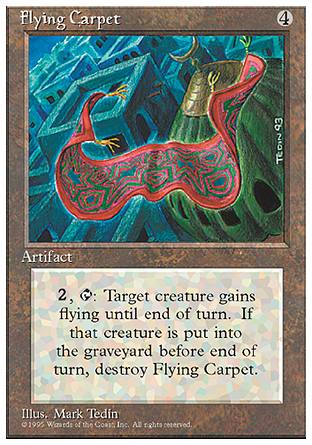 Flying Carpet 4
TEDIN 93
Artifact
2, : Target creature gains
flying until end of turn. If
that creature is put into
the graveyard before end of
turn, destroy Flying Carpet.
Illus. Mark Tedin
©1995 Wizards of the Coast, Inc. All rights reserved.